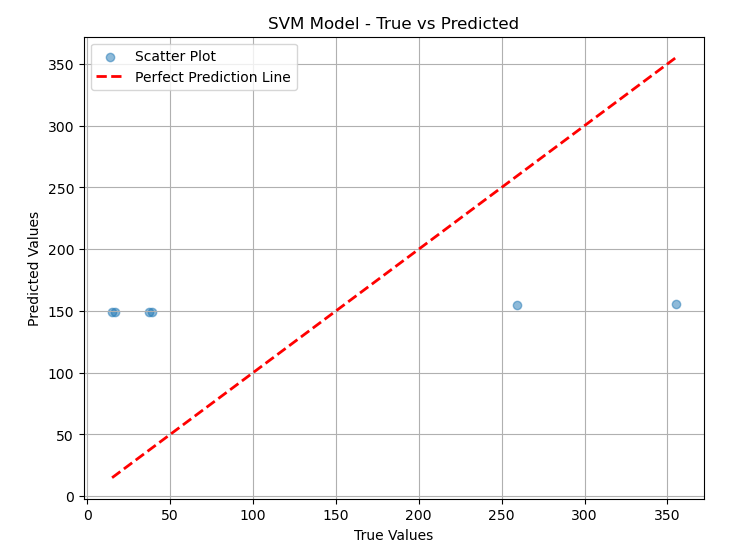 SVM Model - True vs Predicted
Scatter Plot
Perfect Prediction Line
Predicted Values
350
300
250
200
150
100
50
0
0 50 100 150 200 250 300 350
True Values